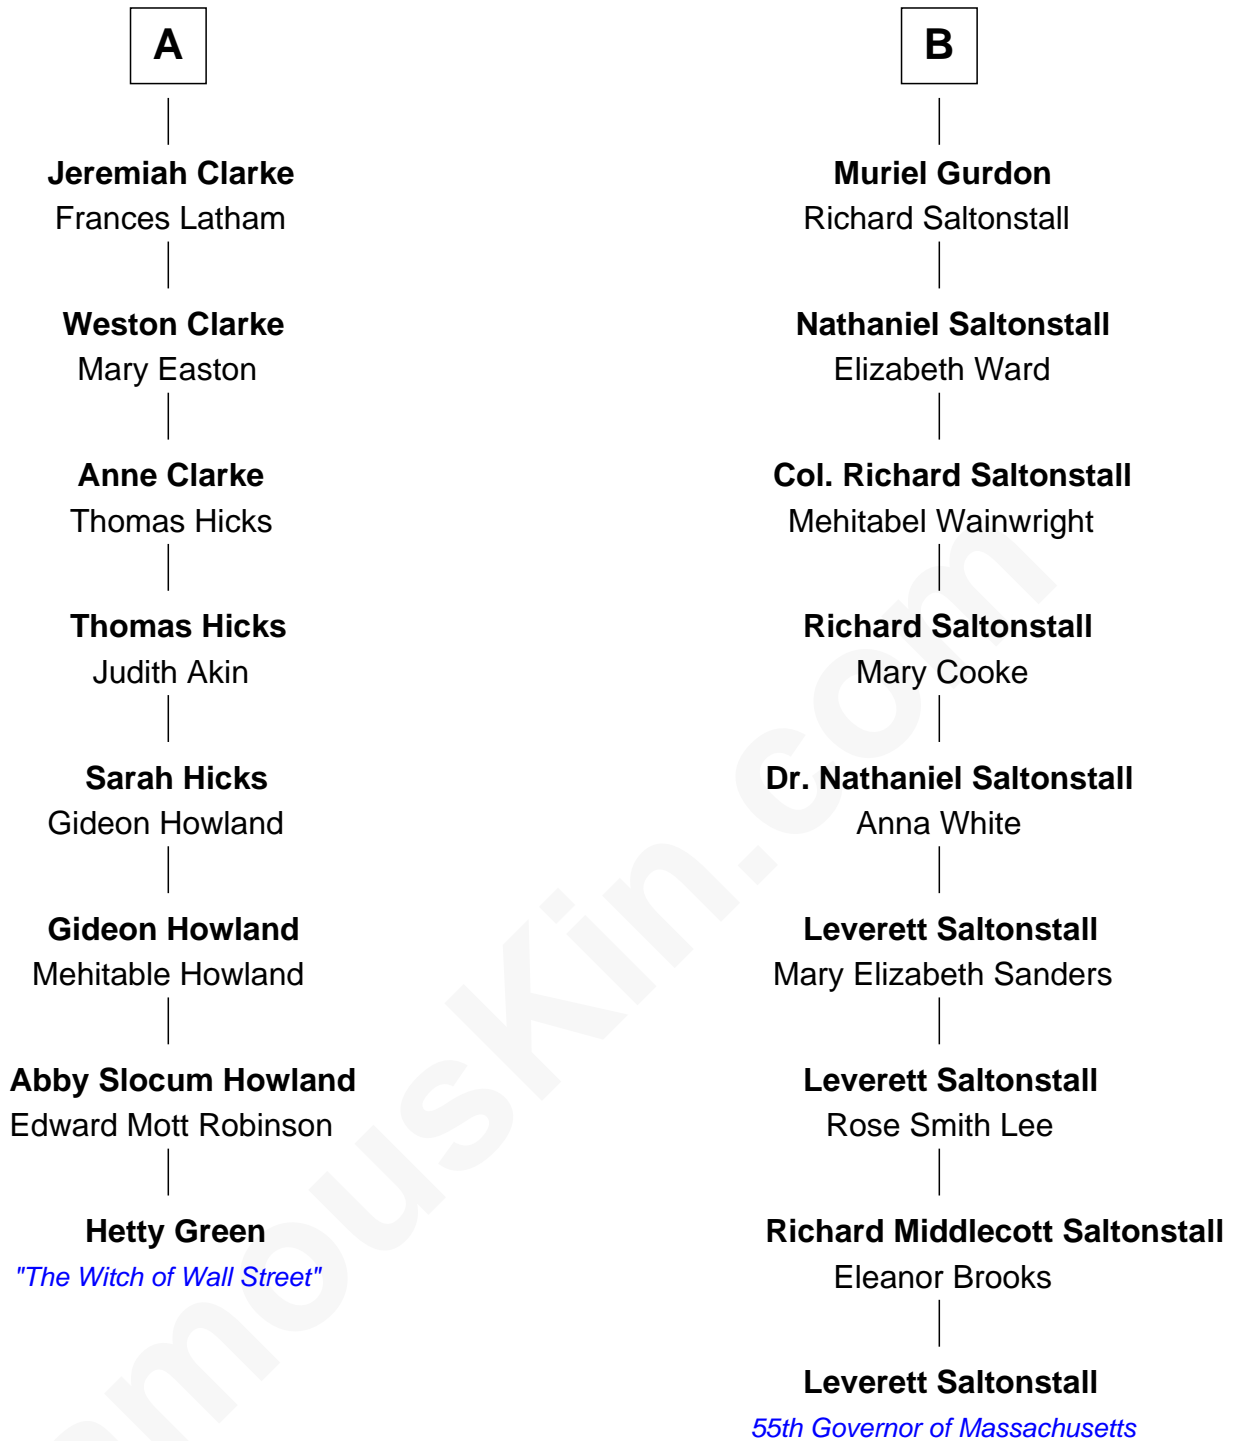 A
Jeremiah Clarke
Frances Latham
Weston Clarke
Mary Easton
Anne Clarke
Thomas Hicks
Thomas Hicks
Judith Akin
Sarah Hicks
Gideon Howland
Gideon Howland
Mehitable Howland
Abby Slocum Howland
Edward Mott Robinson
Hetty Green
"The Witch of Wall Street"
B
Muriel Gurdon
Richard Saltonstall
Nathaniel Saltonstall
Elizabeth Ward
Col. Richard Saltonstall
Mehitabel Wainwright
Richard Saltonstall
Mary Cooke
Dr. Nathaniel Saltonstall
Anna White
Leverett Saltonstall
Mary Elizabeth Sanders
Leverett Saltonstall
Rose Smith Lee
Richard Middlecott Saltonstall
Eleanor Brooks
Leverett Saltonstall
55th Governor of Massachusetts
amouskin.com